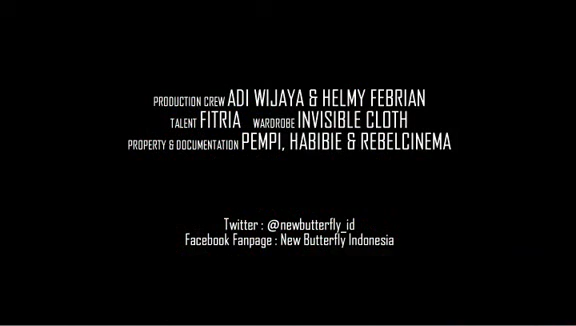 PRODUCTION CREW ADI WIJAYA & HELMY FEBRIAN
TALENT FITRIA WARDROBE INVISIBLE CLOTH
PROPERTY & DOCUMENTATION PEMPI, HABIBIE & REBELCINEMA
Twitter : @newbutterfly_id
Facebook Fanpage : New Butterfly Indonesia